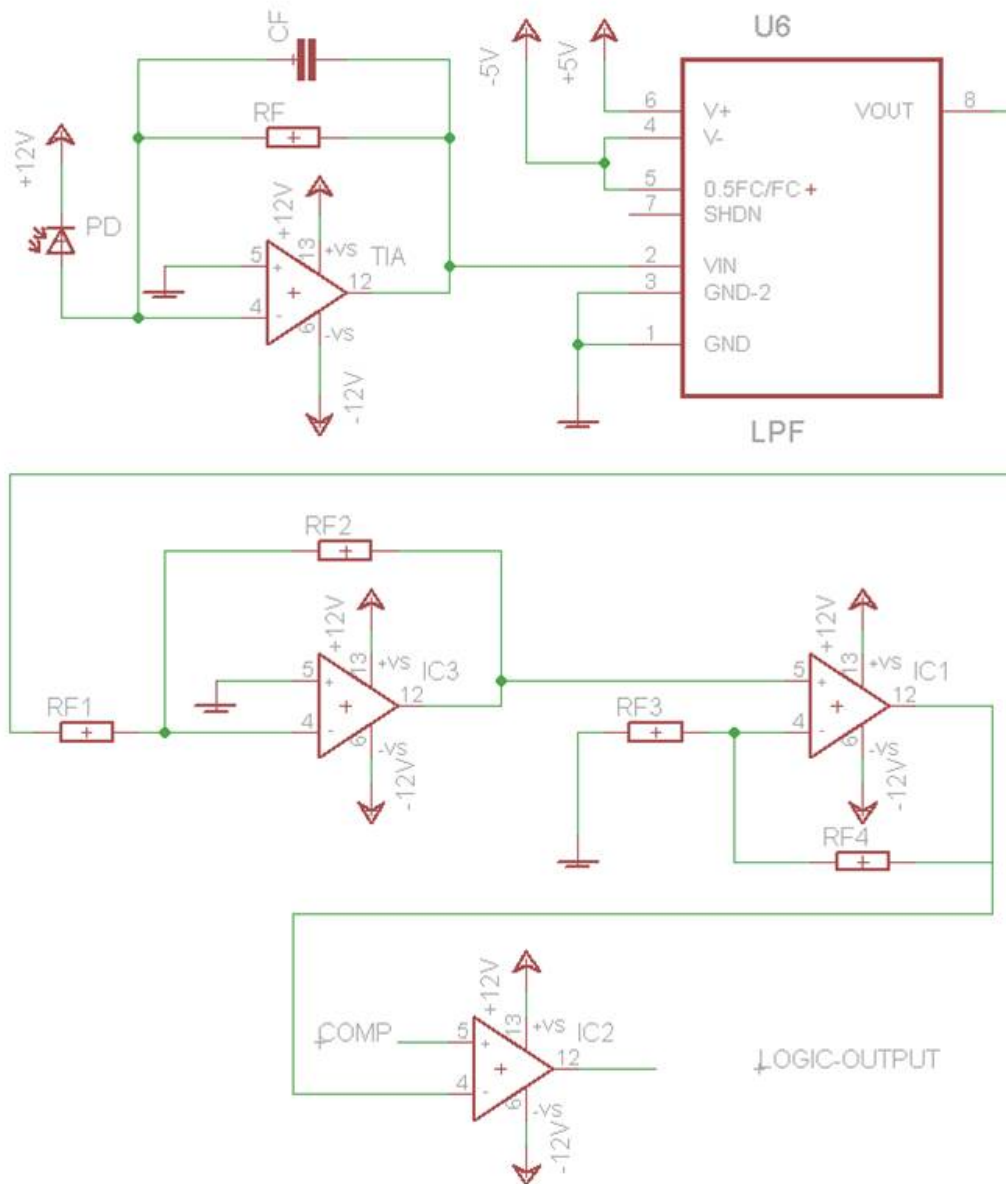 CF
RF
+12V
PD
5
4
+
-
+12V
13
+VS
TIA
12
6
-VS
-12V
-5V
+5V
U6
6 V+
4 V-
5 0.5FC/FC
7 SHDN
2 VIN
3 GND-2
1 GND
VOUT 8
LPF
RF2
RF1
5
4
+
-
+12V
13
+VS
IC3
12
6
-VS
-12V
RF3
5
4
+
-
+12V
13
+VS
IC1
12
6
-VS
-12V
RF4
COMP
5
4
+
-
+12V
13
+VS
IC2
12
6
-VS
-12V
LOGIC-OUTPUT